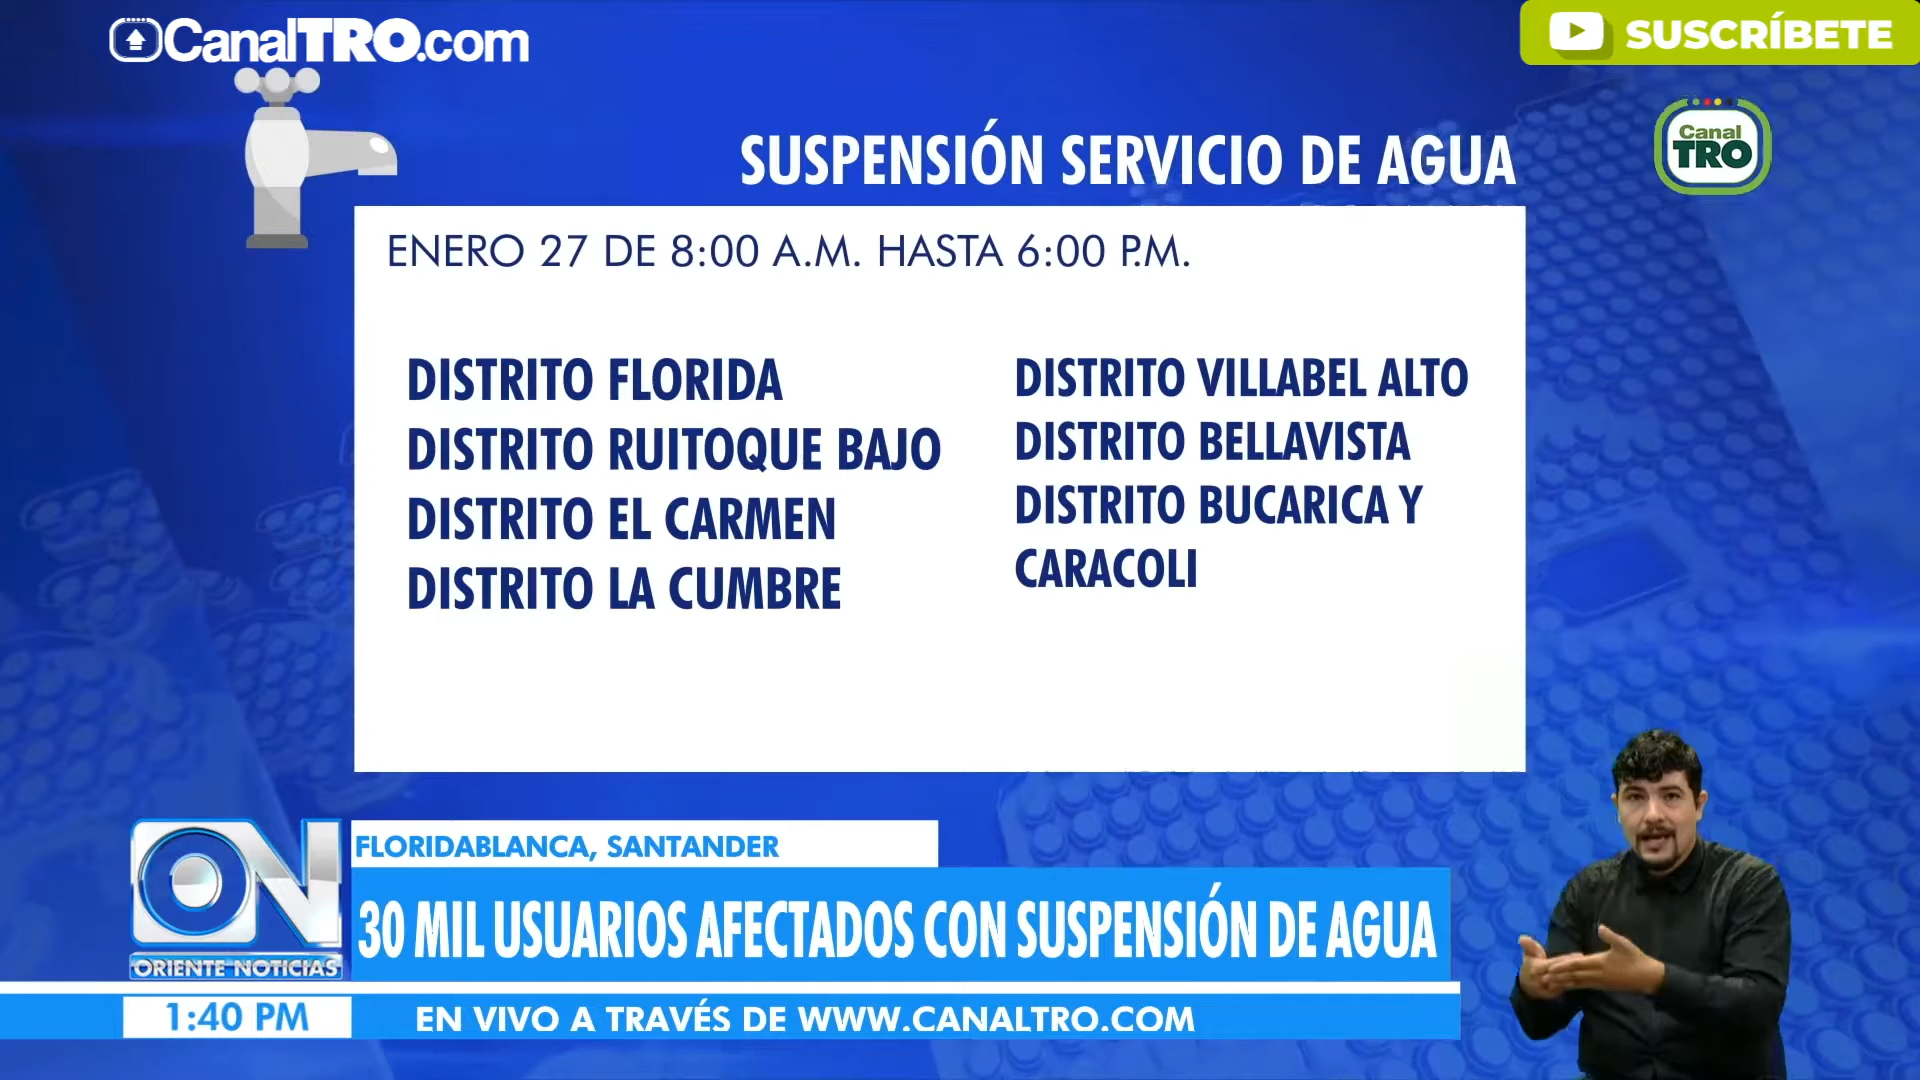 CanalTRO.com
SUSCRÍBETE
Canal
TRO
SUSPENSIÓN SERVICIO DE AGUA
ENERO 27 DE 8:00 A.M. HASTA 6:00 P.M.
DISTRITO FLORIDA
DISTRITO RUITOQUE BAJO
DISTRITO EL CARMEN
DISTRITO LA CUMBRE
DISTRITO VILLABEL ALTO
DISTRITO BELLAVISTA
DISTRITO BUCARICA Y
CARACOLI
ON
ORIENTE NOTICIAS
FLORIDABLANCA, SANTANDER
30 MIL USUARIOS AFECTADOS CON SUSPENSIÓN DE AGUA
1:40 PM
EN VIVO A TRAVÉS DE WWW.CANALTRO.COM